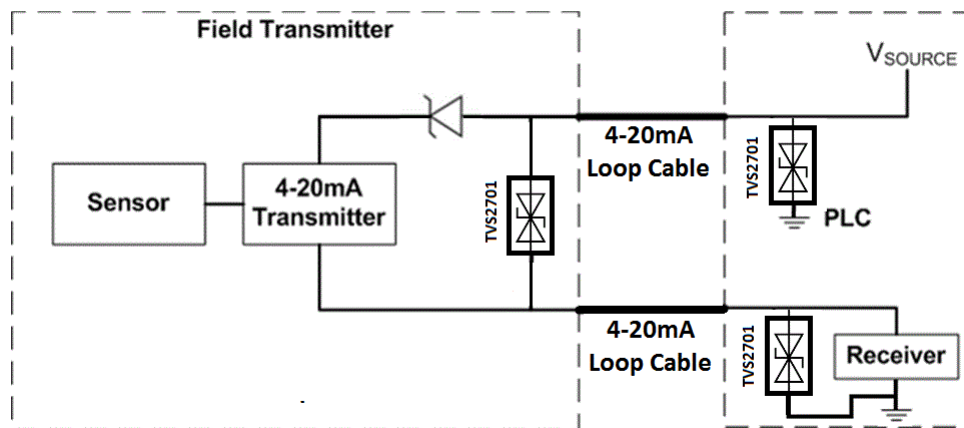 Field Transmitter
V_SOURCE
4-20mA
Loop Cable
Sensor
4-20mA
Transmitter
TVS2701
TVS2701
PLC
4-20mA
Loop Cable
TVS2701
Receiver